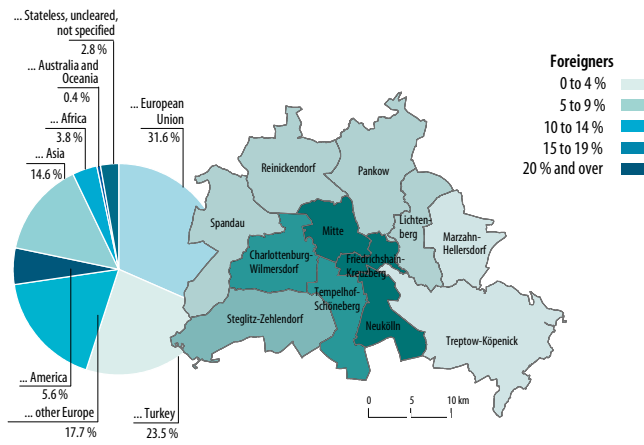 ... Stateless, uncleared,
not specified
2.8 %
... Australia and
Oceania
0.4 %
... Africa
3.8 %
... Asia
14.6 %
... European
Union
31.6 %
... America
5.6 %
... other Europe
17.7 %
... Turkey
23.5 %
Reinickendorf
Pankow
Spandau
Mitte
Lichten-
berg
Marzahn-
Hellersdorf
Charlottenburg-
Wilmersdorf
Friedrichshain-
Kreuzberg
Tempelhof-
Schöneberg
Steglitz-Zehlendorf
Neukölln
Treptow-Köpenick
0 5 10 km
Foreigners
0 to 4 %
5 to 9 %
10 to 14 %
15 to 19 %
20 % and over